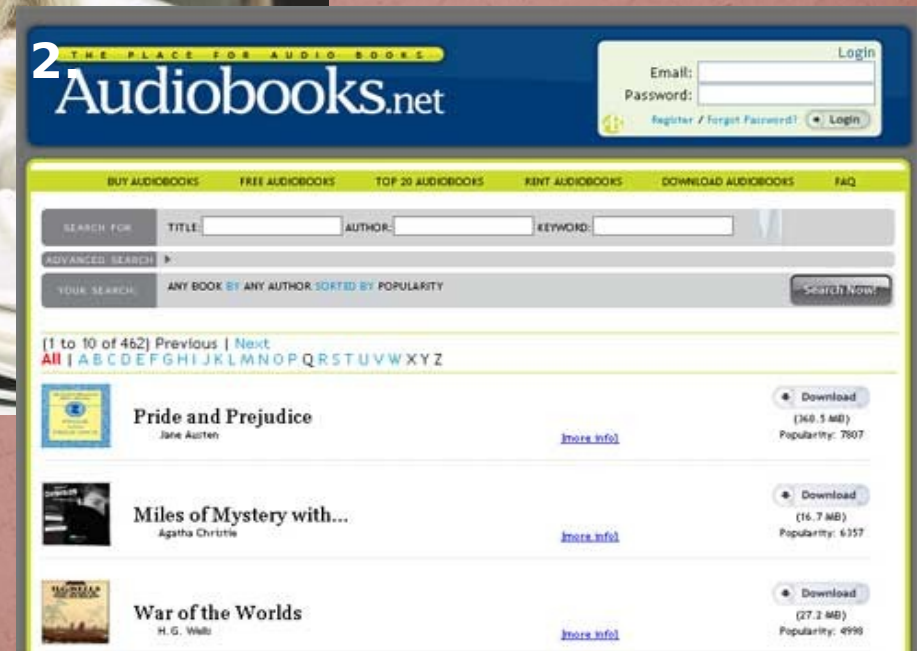 2.
THE PLACE FOR AUDIO BOOKS
Audiobooks.net
Login
Email:
Password:
Register / Forgot Password? Login
BUY AUDIOBOOKS FREE AUDIOBOOKS TOP 20 AUDIOBOOKS RENT AUDIOBOOKS DOWNLOAD AUDIOBOOKS FAQ
SEARCH FOR TITLE: AUTHOR: KEYWORD:
ADVANCED SEARCH
YOUR SEARCH: ANY BOOK BY ANY AUTHOR SORTED BY POPULARITY Search Now!
(1 to 10 of 462) Previous | Next
All | A B C D E F G H I J K L M N O P Q R S T U V W X Y Z
Download
Pride and Prejudice
(360.5 MB)
Jane Austen
[more info]
Popularity: 7807
Download
Miles of Mystery with...
(16.7 MB)
Agatha Christie
[more info]
Popularity: 6357
H.G.WELLS
Download
War of the Worlds
(27.2 MB)
H.G. Wells
[more info]
Popularity: 4998